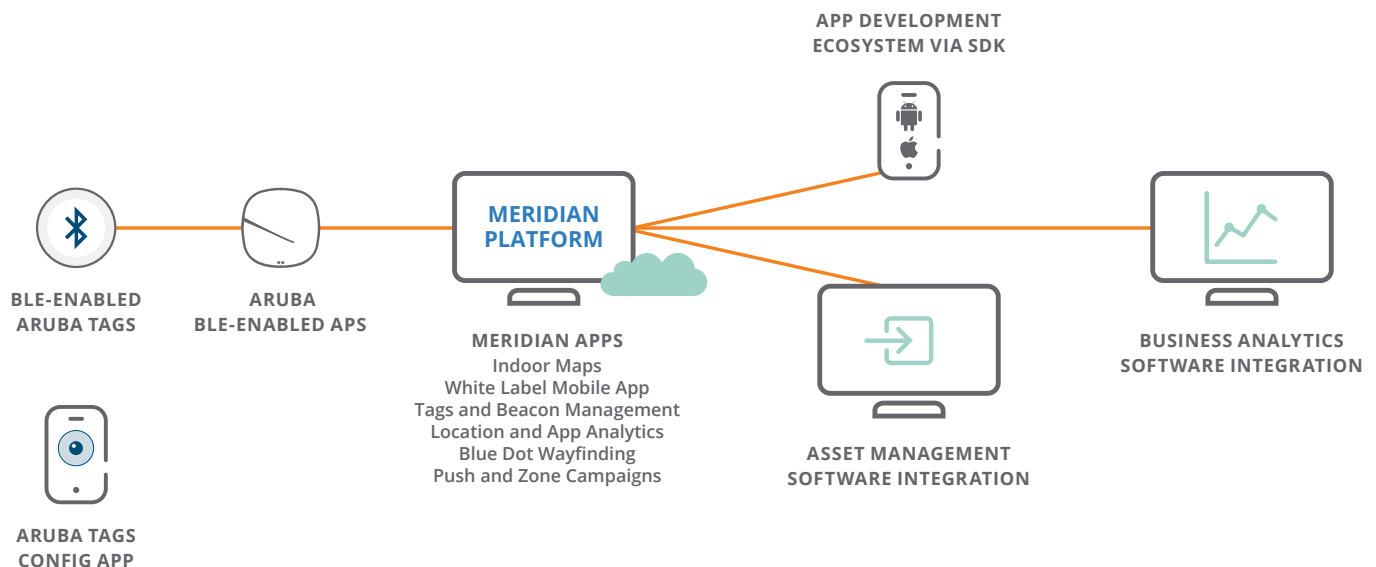 APP DEVELOPMENT
ECOSYSTEM VIA SDK
MERIDIAN
PLATFORM
BLE-ENABLED
ARUBA TAGS
ARUBA
BLE-ENABLED APS
MERIDIAN APPS
Indoor Maps
White Label Mobile App
Tags and Beacon Management
Location and App Analytics
Blue Dot Wayfinding
Push and Zone Campaigns
BUSINESS ANALYTICS
SOFTWARE INTEGRATION
ASSET MANAGEMENT
SOFTWARE INTEGRATION
ARUBA TAGS
CONFIG APP